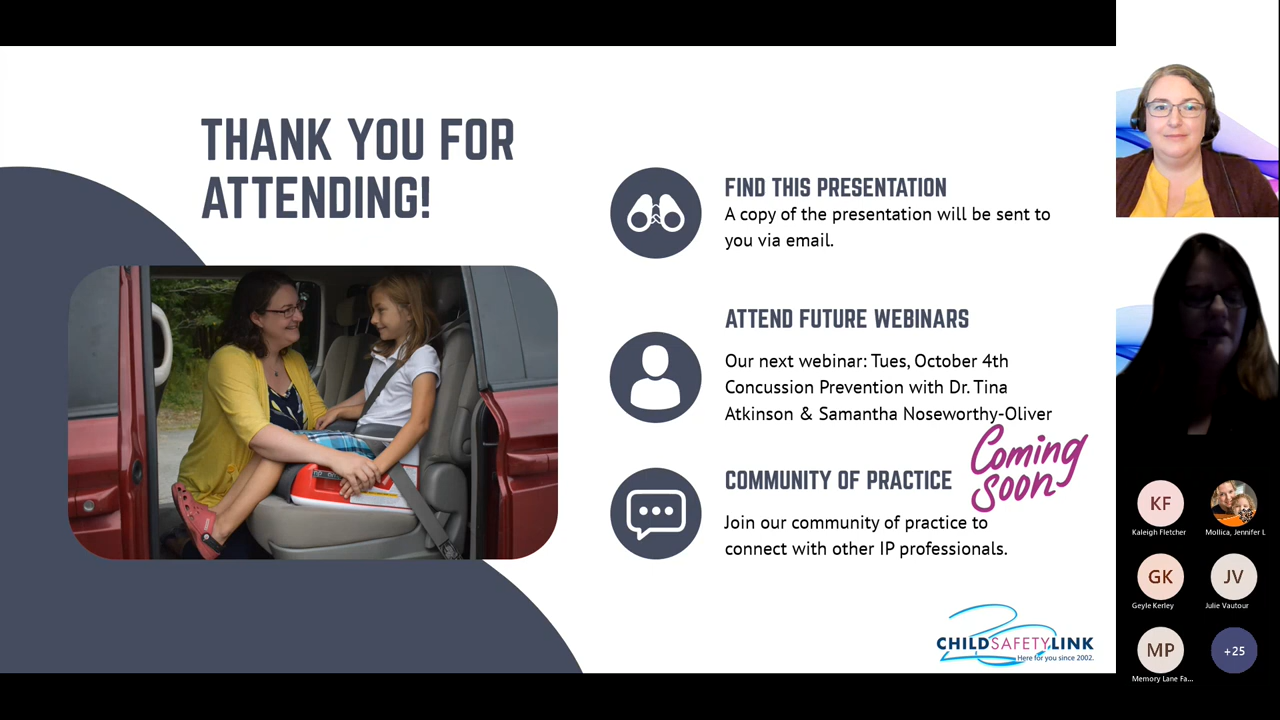 THANK YOU FOR
ATTENDING!
FIND THIS PRESENTATION
A copy of the presentation will be sent to
you via email.
ATTEND FUTURE WEBINARS
Our next webinar: Tues, October 4th
Concussion Prevention with Dr. Tina
Atkinson & Samantha Noseworthy-Oliver
Coming
soon
COMMUNITY OF PRACTICE
Join our community of practice to
connect with other IP professionals.
CHILDSAFETYLINK
Here for you since 2002.
KF
Kaleigh Fletcher
Mollica, Jennifer L
GK
Geyle Kerley
JV
Julie Vautour
MP
Memory Lane Fa...
+25